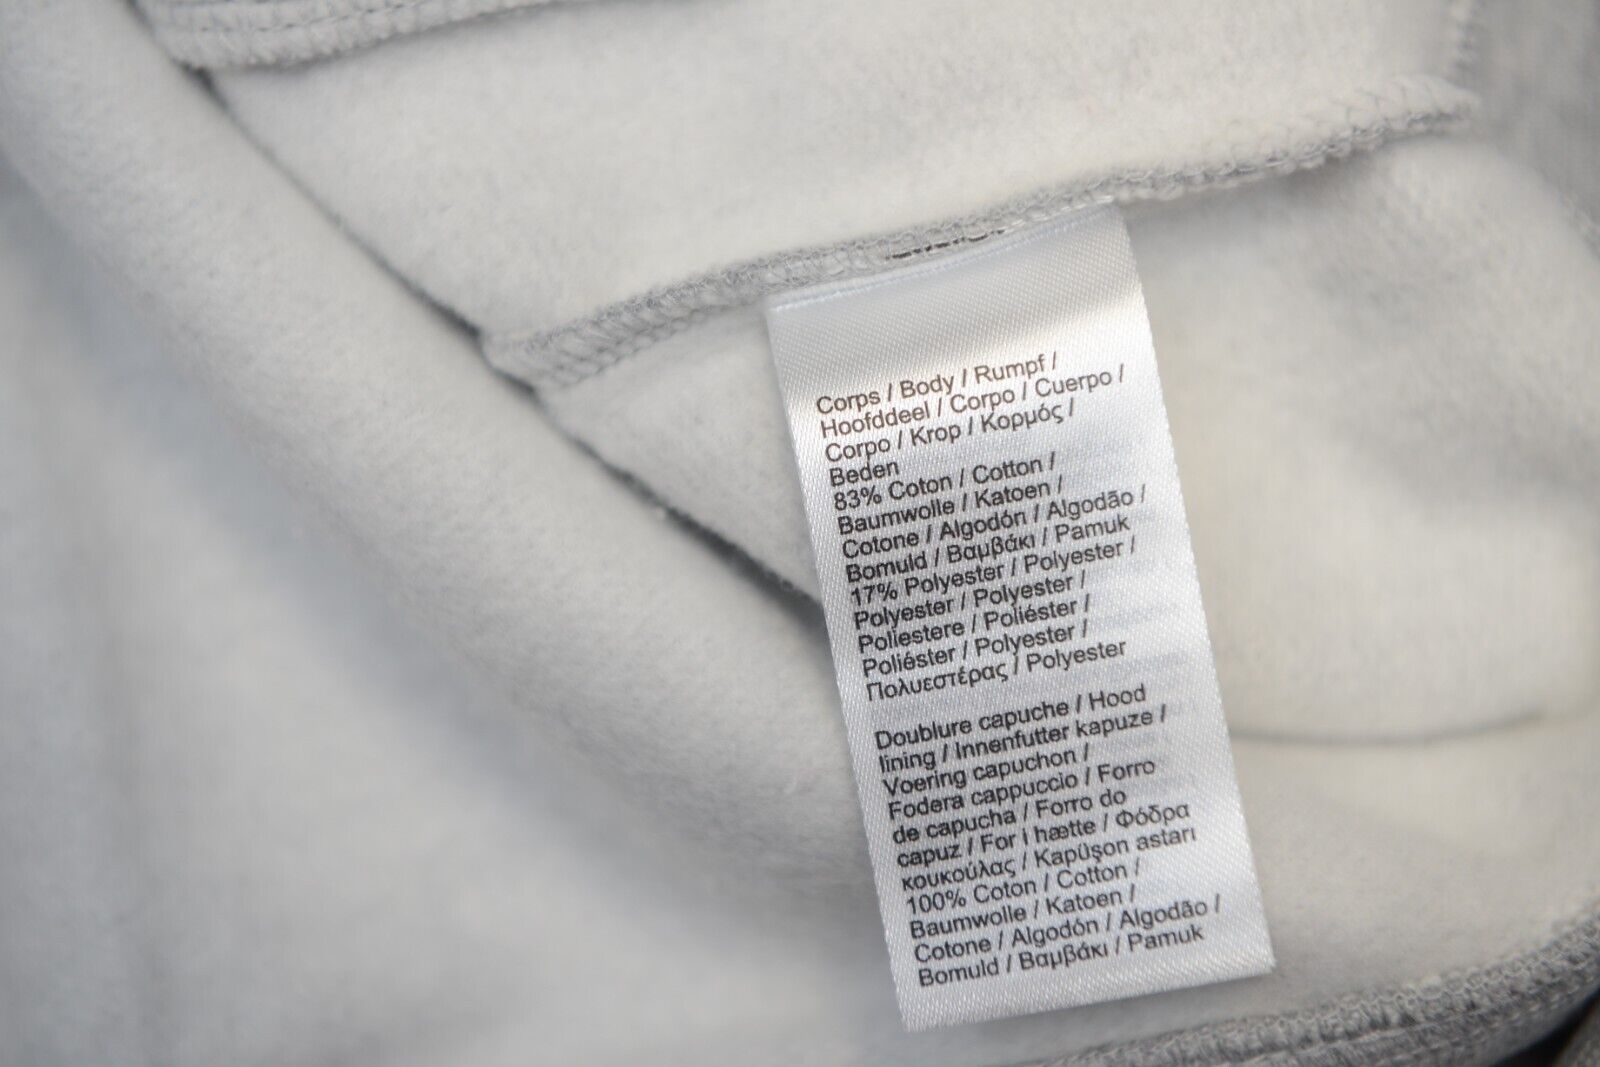 Corps / Body / Rumpf /
Hoofddeel / Corpo / Cuerpo /
Corpo / Krop / Κορμός /
Beden
83% Coton / Cotton /
Baumwolle / Katoen /
Cotone / Algodón / Algodão /
Bomuld / Βαμβάκι / Pamuk
17% Polyester / Polyester /
Polyester / Polyester /
Poliestere / Poliéster /
Poliéster / Polyester /
Πολυεστέρας / Polyester
Doublure capuche / Hood
lining / Innenfutter kapuze /
Voering capuchon /
Fodera cappuccio / Forro
de capucha / Forro do
capuz / For i hætte / Φόδρα
κουκούλας / Kapüşon astarı
100% Coton / Cotton /
Baumwolle / Katoen /
Cotone / Algodón / Algodão /
Bomuld / Βαμβάκι / Pamuk